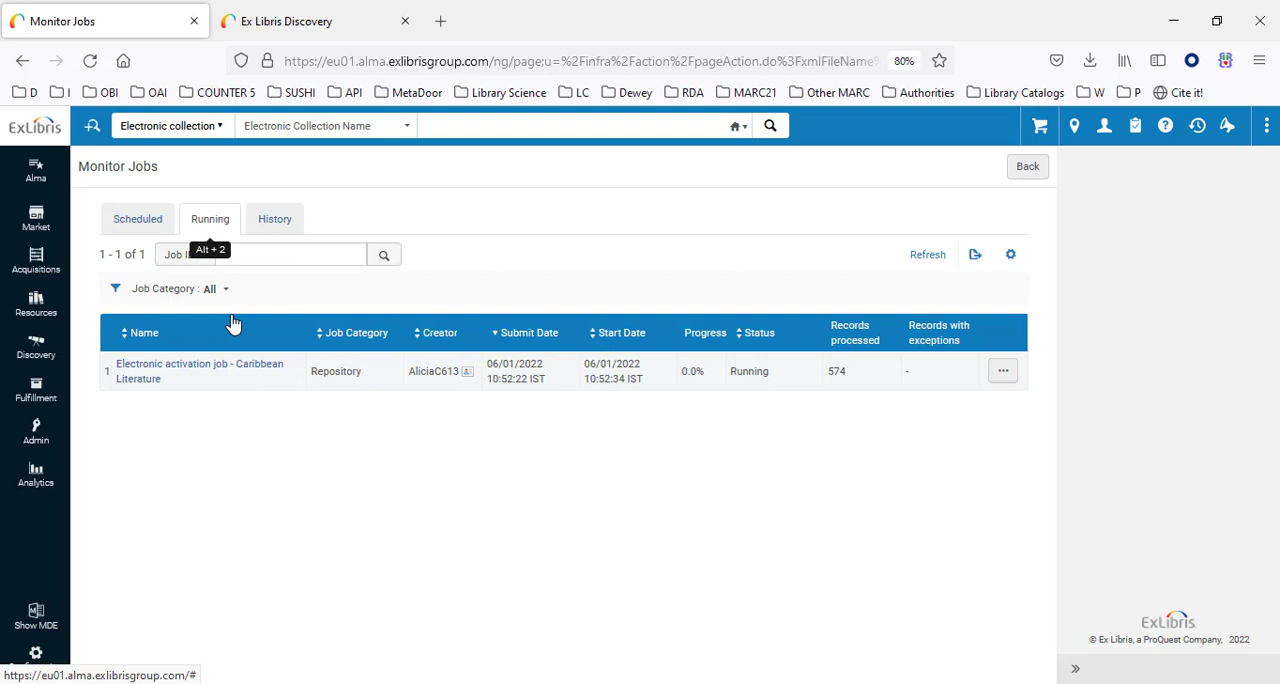 Monitor Jobs
Ex Libris Discovery
https://eu01.alma.exlibrisgroup.com/ng/page;u=%2Finfra%2Faction%2FpageAction.do%3FxmlFileName%
80%
D
I
OBI
OAI
COUNTER 5
SUSHI
API
MetaDoor
Library Science
LC
Dewey
RDA
MARC21
Other MARC
Authorities
Library Catalogs
W
P
Cite it!
ExLibris
Electronic collection
Electronic Collection Name
Alma
Market
Acquisitions
Resources
Discovery
Fulfillment
Admin
Analytics
Show MDE
Monitor Jobs
Back
Scheduled
Running
History
Alt + 2
1 - 1 of 1
Refresh
Job Category : All
Name
Job Category
Creator
Submit Date
Start Date
Progress
Status
Records processed
Records with exceptions
1
Electronic activation job - Caribbean
Literature
Repository
AliciaC613
06/01/2022
10:52:22 IST
06/01/2022
10:52:34 IST
0.0%
Running
574
-
ExLibris
© Ex Libris, a ProQuest Company, 2022
https://eu01.alma.exlibrisgroup.com/#